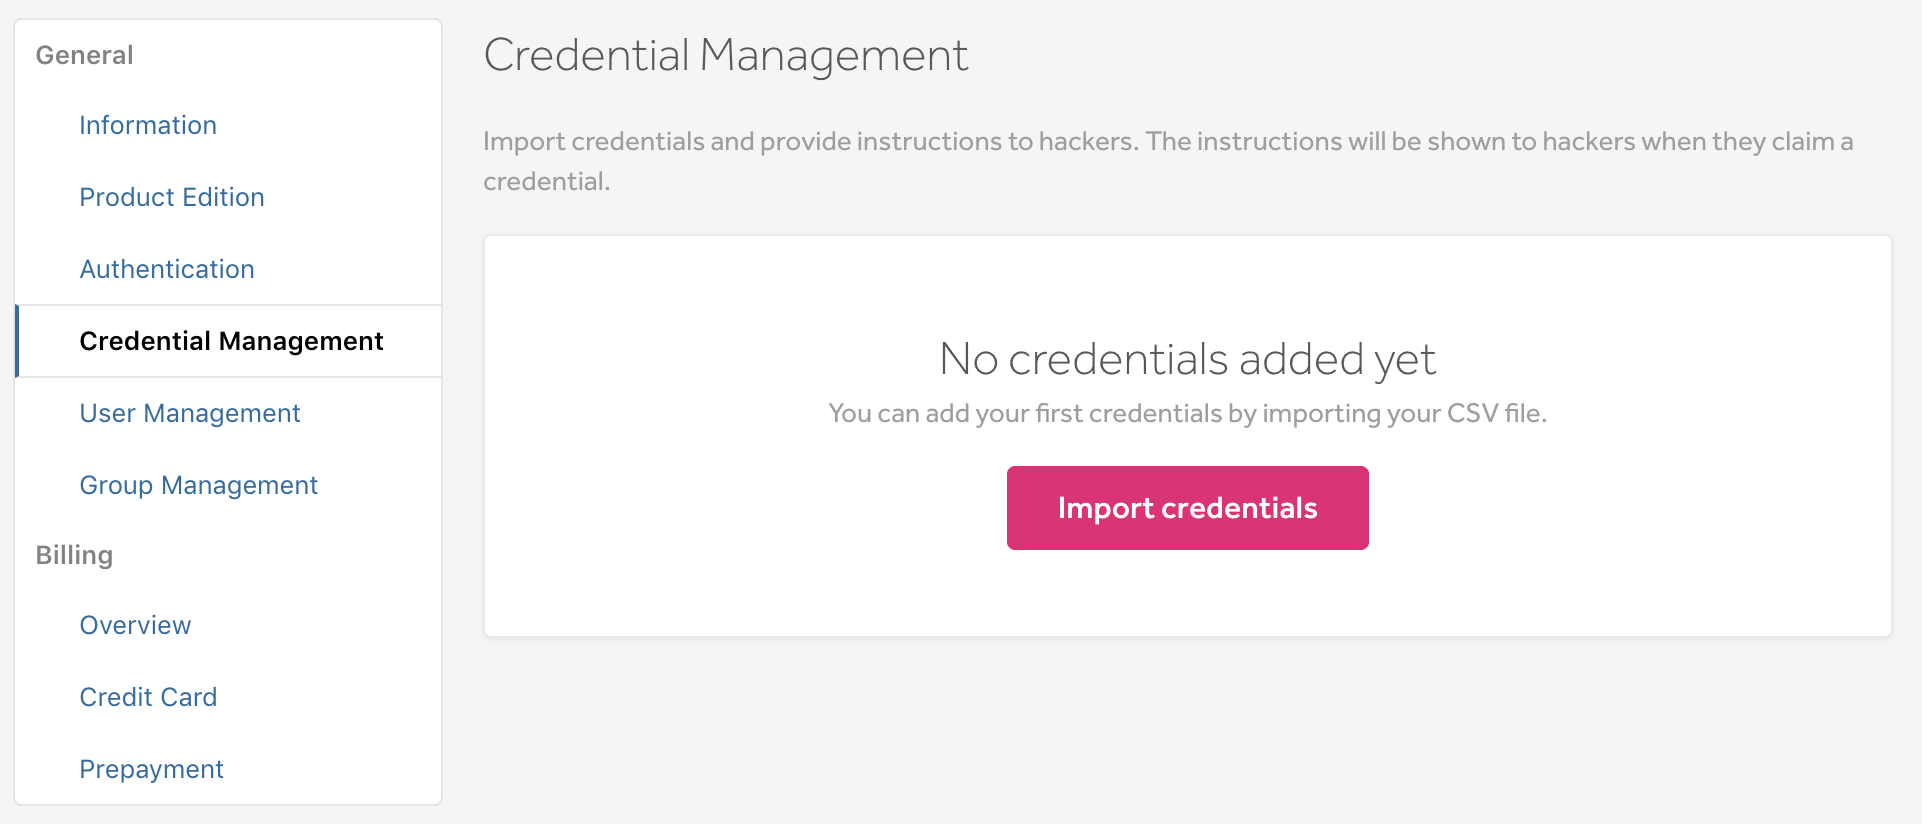 General
Information
Product Edition
Authentication
Credential Management
User Management
Group Management
Billing
Overview
Credit Card
Prepayment
Credential Management
Import credentials and provide instructions to hackers. The instructions will be shown to hackers when they claim a
credential.
No credentials added yet
You can add your first credentials by importing your CSV file.
Import credentials